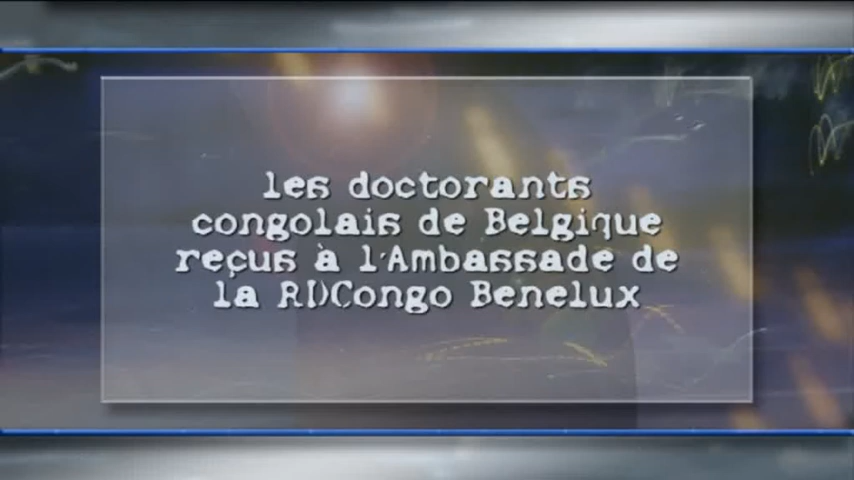 les doctorants
congolais de Belgique
reçus à l'Ambassade de
la RDCongo Benelux